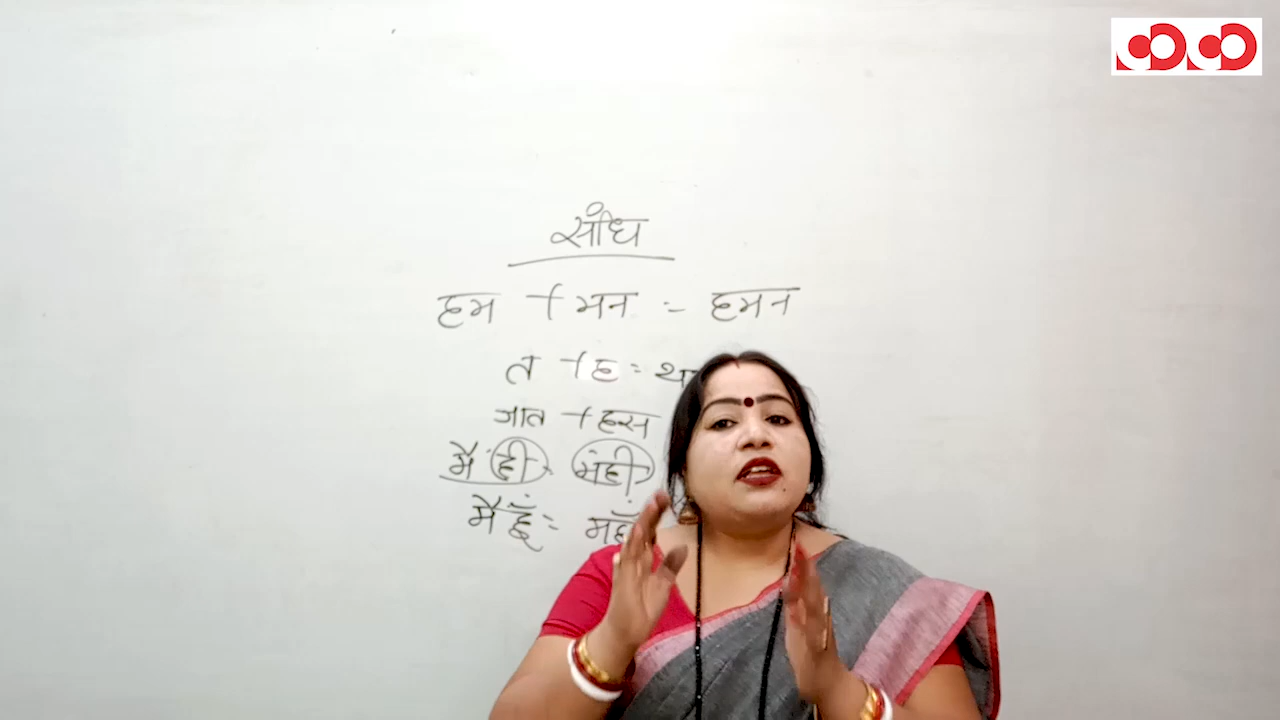 संधि
हम + मन = हमन
त + ह = थ
जात + हस
मैं ही = मंही
मैं हूँ =